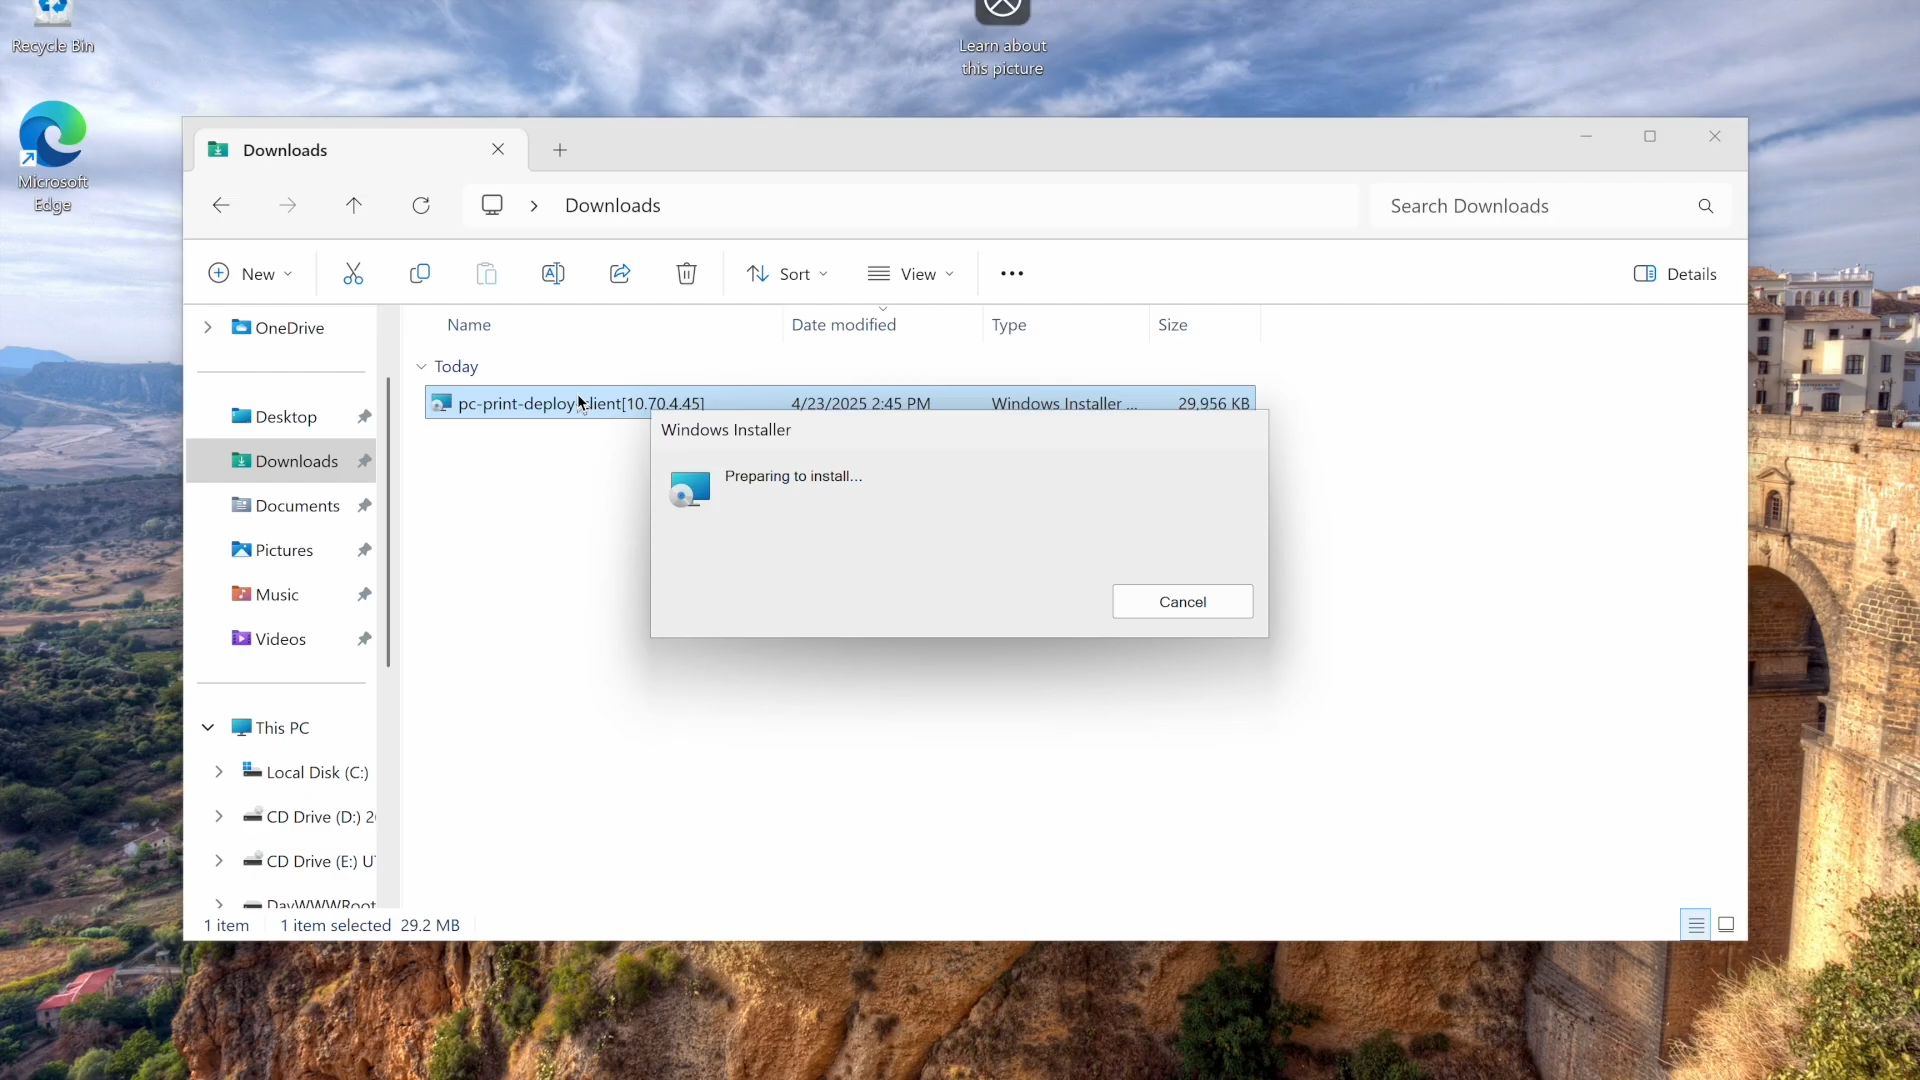 Recycle Bin
Learn about
this picture
Microsoft
Edge
Downloads
Downloads
Search Downloads
New
Sort
View
Details
OneDrive
Desktop
Downloads
Documents
Pictures
Music
Videos
This PC
Local Disk (C:)
CD Drive (D:) 2
CD Drive (E:) U
DavWWWRoot
Name Date modified Type Size
Today
pc-print-deploy-client[10.70.4.45] 4/23/2025 2:45 PM Windows Installer ... 29,956 KB
Windows Installer
Preparing to install...
Cancel
1 item 1 item selected 29.2 MB